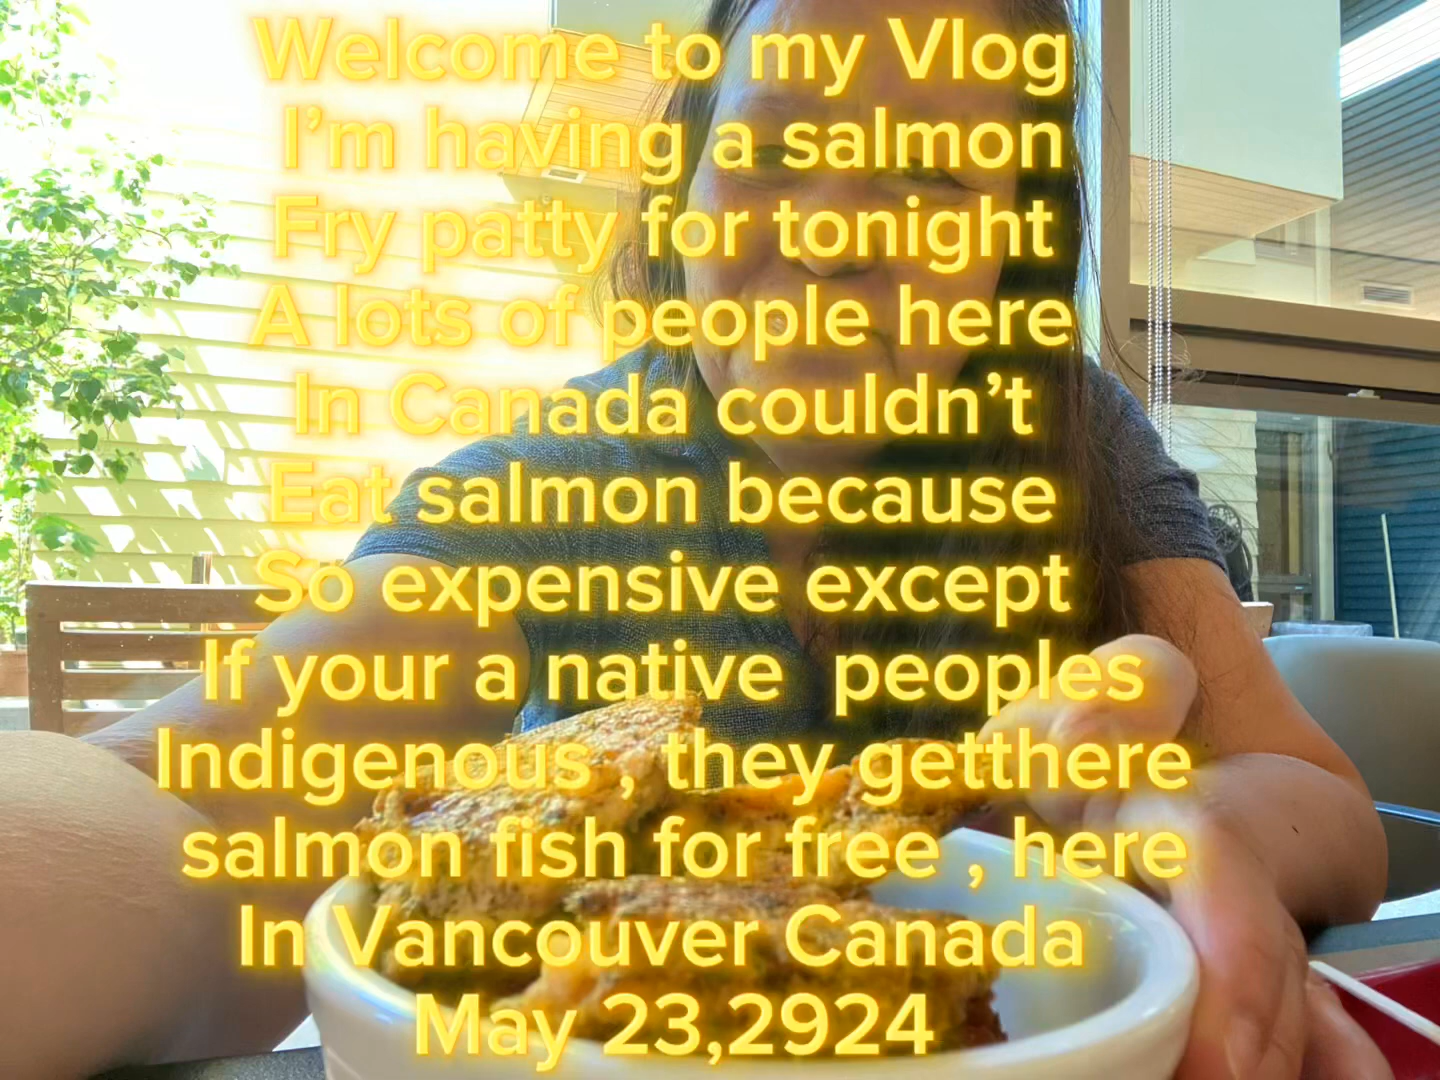 Welcome to my Vlog
I'm having a salmon
Fry patty for tonight
A lots of people here
In Canada couldn't
Eat salmon because
So expensive except
If your a native  peoples
Indigenous , they getthere
salmon fish for free , here
In Vancouver Canada
May 23,2924